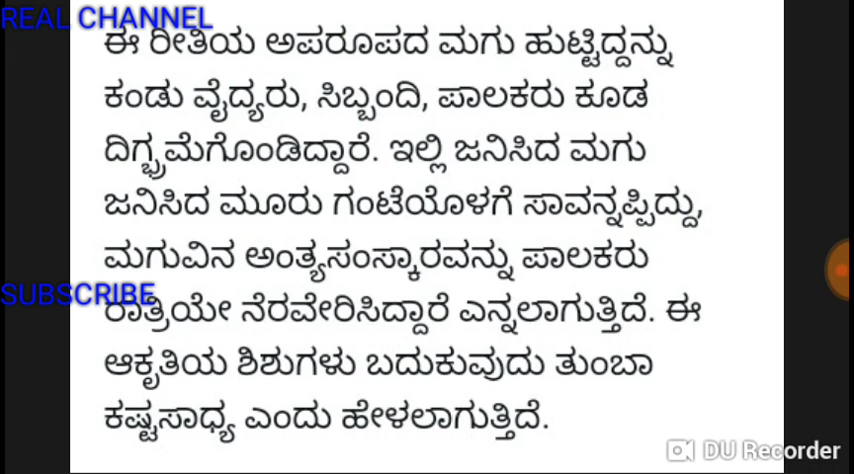 REAL CHANNEL
ಈ ರೀತಿಯ ಅಪರೂಪದ ಮಗು ಹುಟ್ಟಿದ್ದನ್ನು
ಕಂಡು ವೈದ್ಯರು, ಸಿಬ್ಬಂದಿ, ಪಾಲಕರು ಕೂಡ
ದಿಗ್ಭ್ರಮೆಗೊಂಡಿದ್ದಾರೆ. ಇಲ್ಲಿ ಜನಿಸಿದ ಮಗು
ಜನಿಸಿದ ಮೂರು ಗಂಟೆಯೊಳಗೆ ಸಾವನ್ನಪ್ಪಿದ್ದು,
ಮಗುವಿನ ಅಂತ್ಯಸಂಸ್ಕಾರವನ್ನು ಪಾಲಕರು
SUBSCRIBE
ರಾತ್ರಿಯೇ ನೆರವೇರಿಸಿದ್ದಾರೆ ಎನ್ನಲಾಗುತ್ತಿದೆ. ಈ
ಆಕೃತಿಯ ಶಿಶುಗಳು ಬದುಕುವುದು ತುಂಬಾ
ಕಷ್ಟಸಾಧ್ಯ ಎಂದು ಹೇಳಲಾಗುತ್ತಿದೆ.
DU Recorder